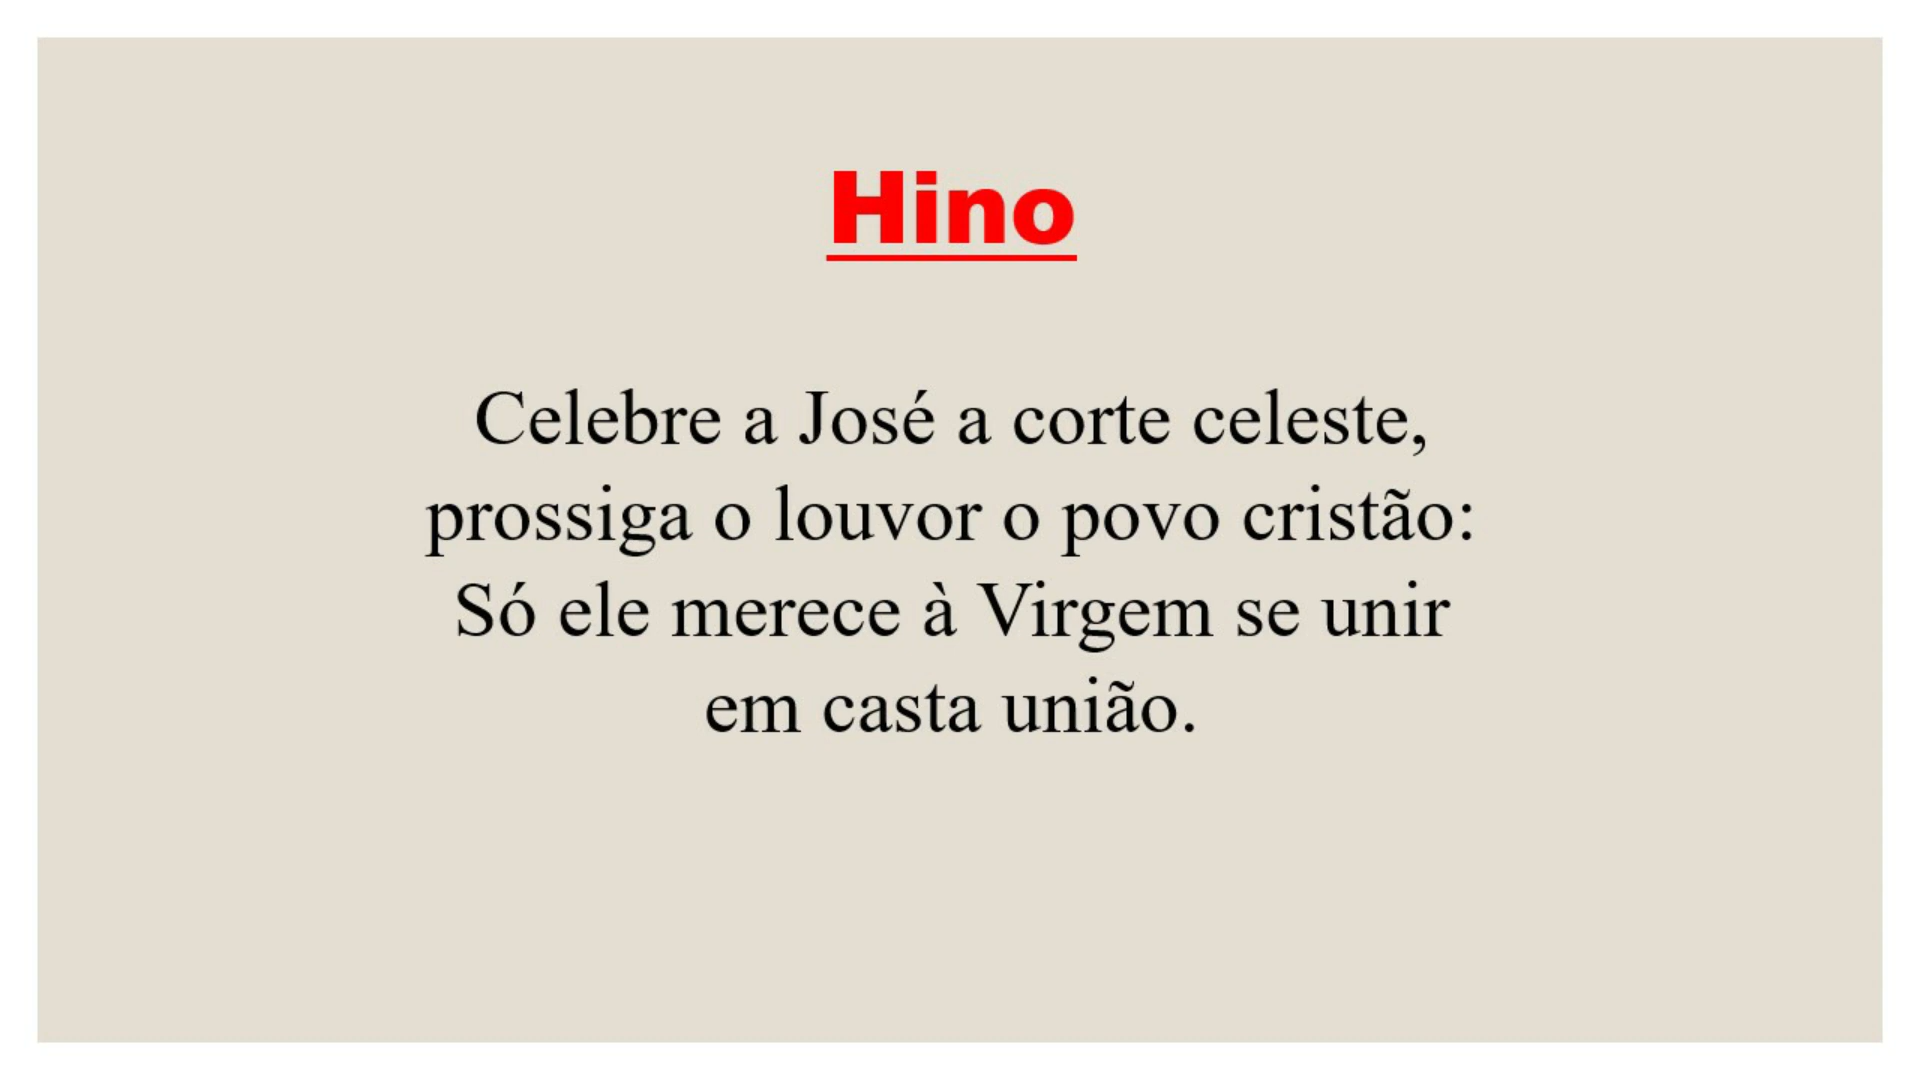 Hino
Celebre a José a corte celeste,
prossiga o louvor o povo cristão:
Só ele merece à Virgem se unir
em casta união.